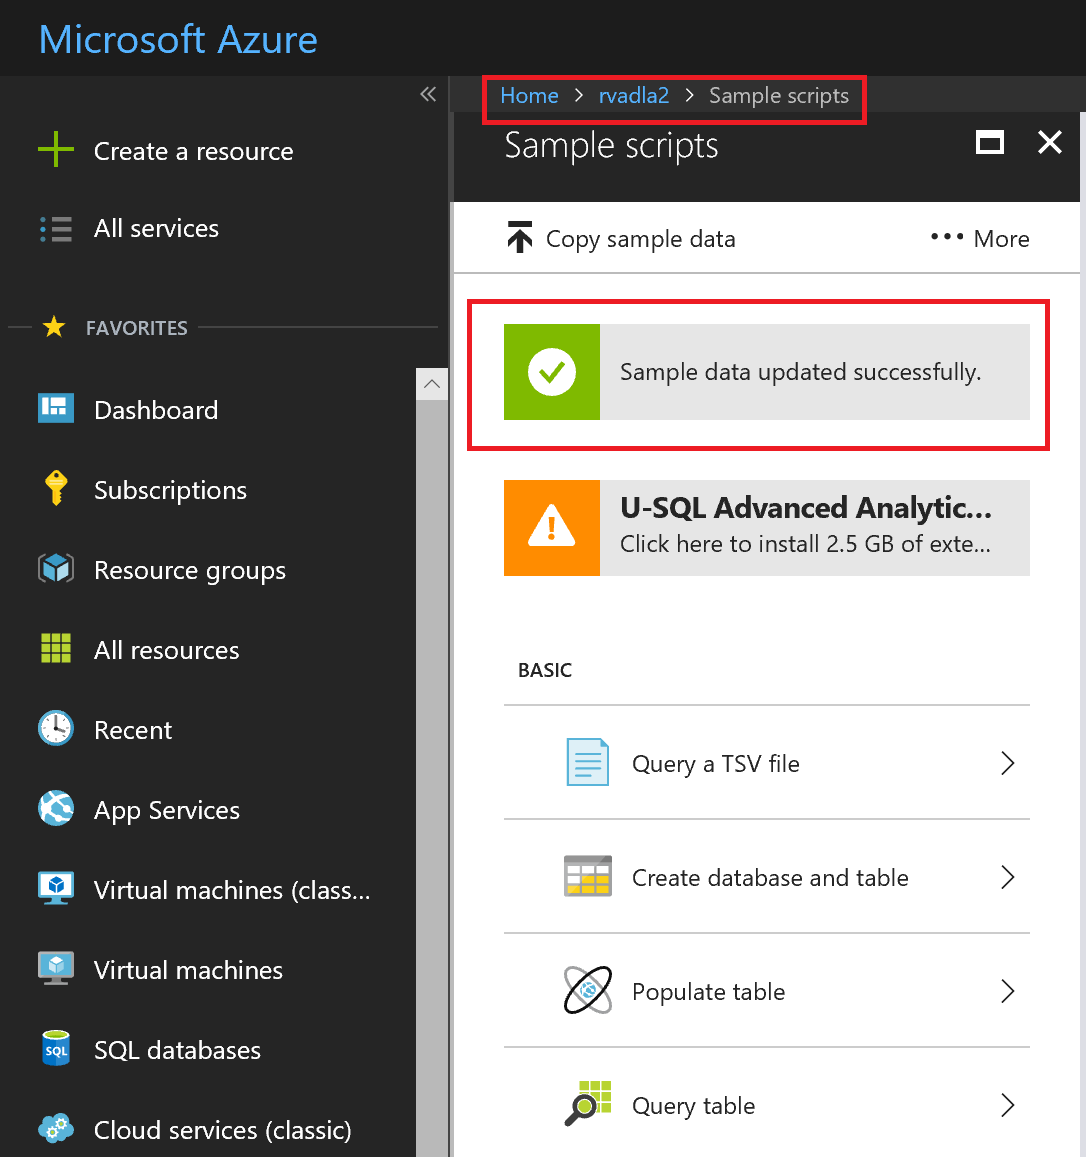 Microsoft Azure
Home > rvadla2 > Sample scripts
Create a resource
All services
FAVORITES
Dashboard
Subscriptions
Resource groups
All resources
Recent
App Services
Virtual machines (class...
Virtual machines
SQL databases
SQL
Cloud services (classic)
Sample scripts
Copy sample data
••• More
Sample data updated successfully.
U-SQL Advanced Analytic...
Click here to install 2.5 GB of exte...
BASIC
Query a TSV file
Create database and table
Populate table
Query table